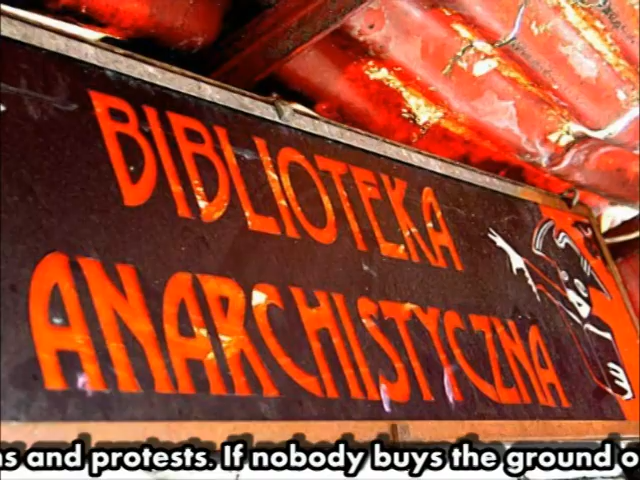 BIBLIOTEKA
ANARCHISTYCZNA
and protests. If nobody buys the ground